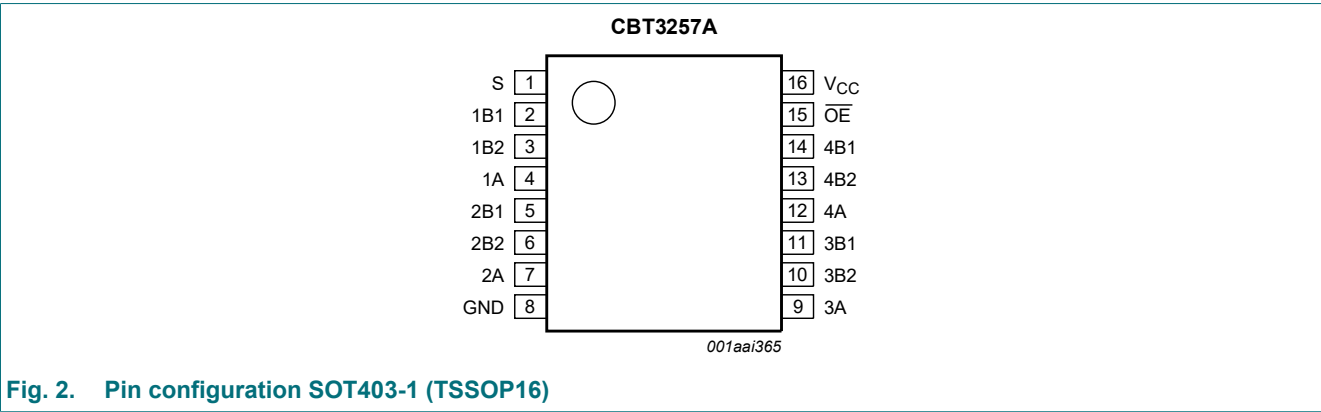 CBT3257A
S 1 16 VCC
1B1 2 15 OE
1B2 3 14 4B1
1A 4 13 4B2
2B1 5 12 4A
2B2 6 11 3B1
2A 7 10 3B2
GND 8 9 3A
001aai365
Fig. 2. Pin configuration SOT403-1 (TSSOP16)